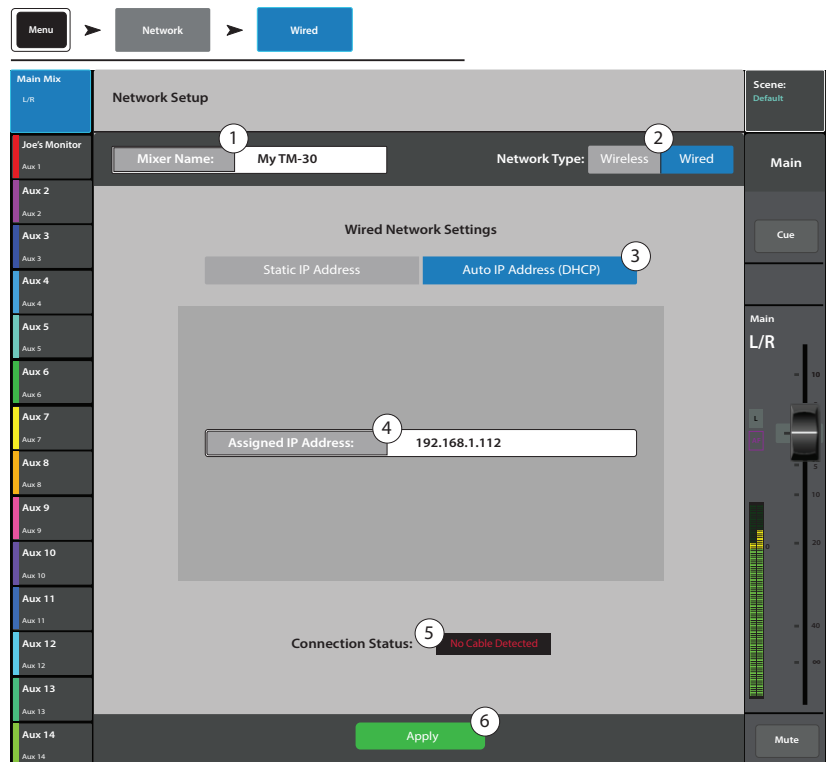 Menu Network Wired
Main Mix
L/R
Network Setup
Scene:
Default
1
2
Joe's Monitor
Aux 1
Mixer Name: My TM-30
Network Type: Wireless Wired
Main
Aux 2
Aux 2
Aux 3
Aux 3
Wired Network Settings
Cue
3
Static IP Address Auto IP Address (DHCP)
Aux 4
Aux 4
Aux 5
Aux 5
Main
L/R
Aux 6
Aux 6
10
Aux 7
Aux 7
4
Assigned IP Address: 192.168.1.112
L
Aux 8
Aux 8
5
10
Aux 9
Aux 9
Aux 10
Aux 10
0
20
Aux 11
Aux 11
40
5
Connection Status: No Cable Detected
Aux 12
Aux 12
∞
Aux 13
Aux 13
6
Apply
Aux 14
Aux 14
Mute